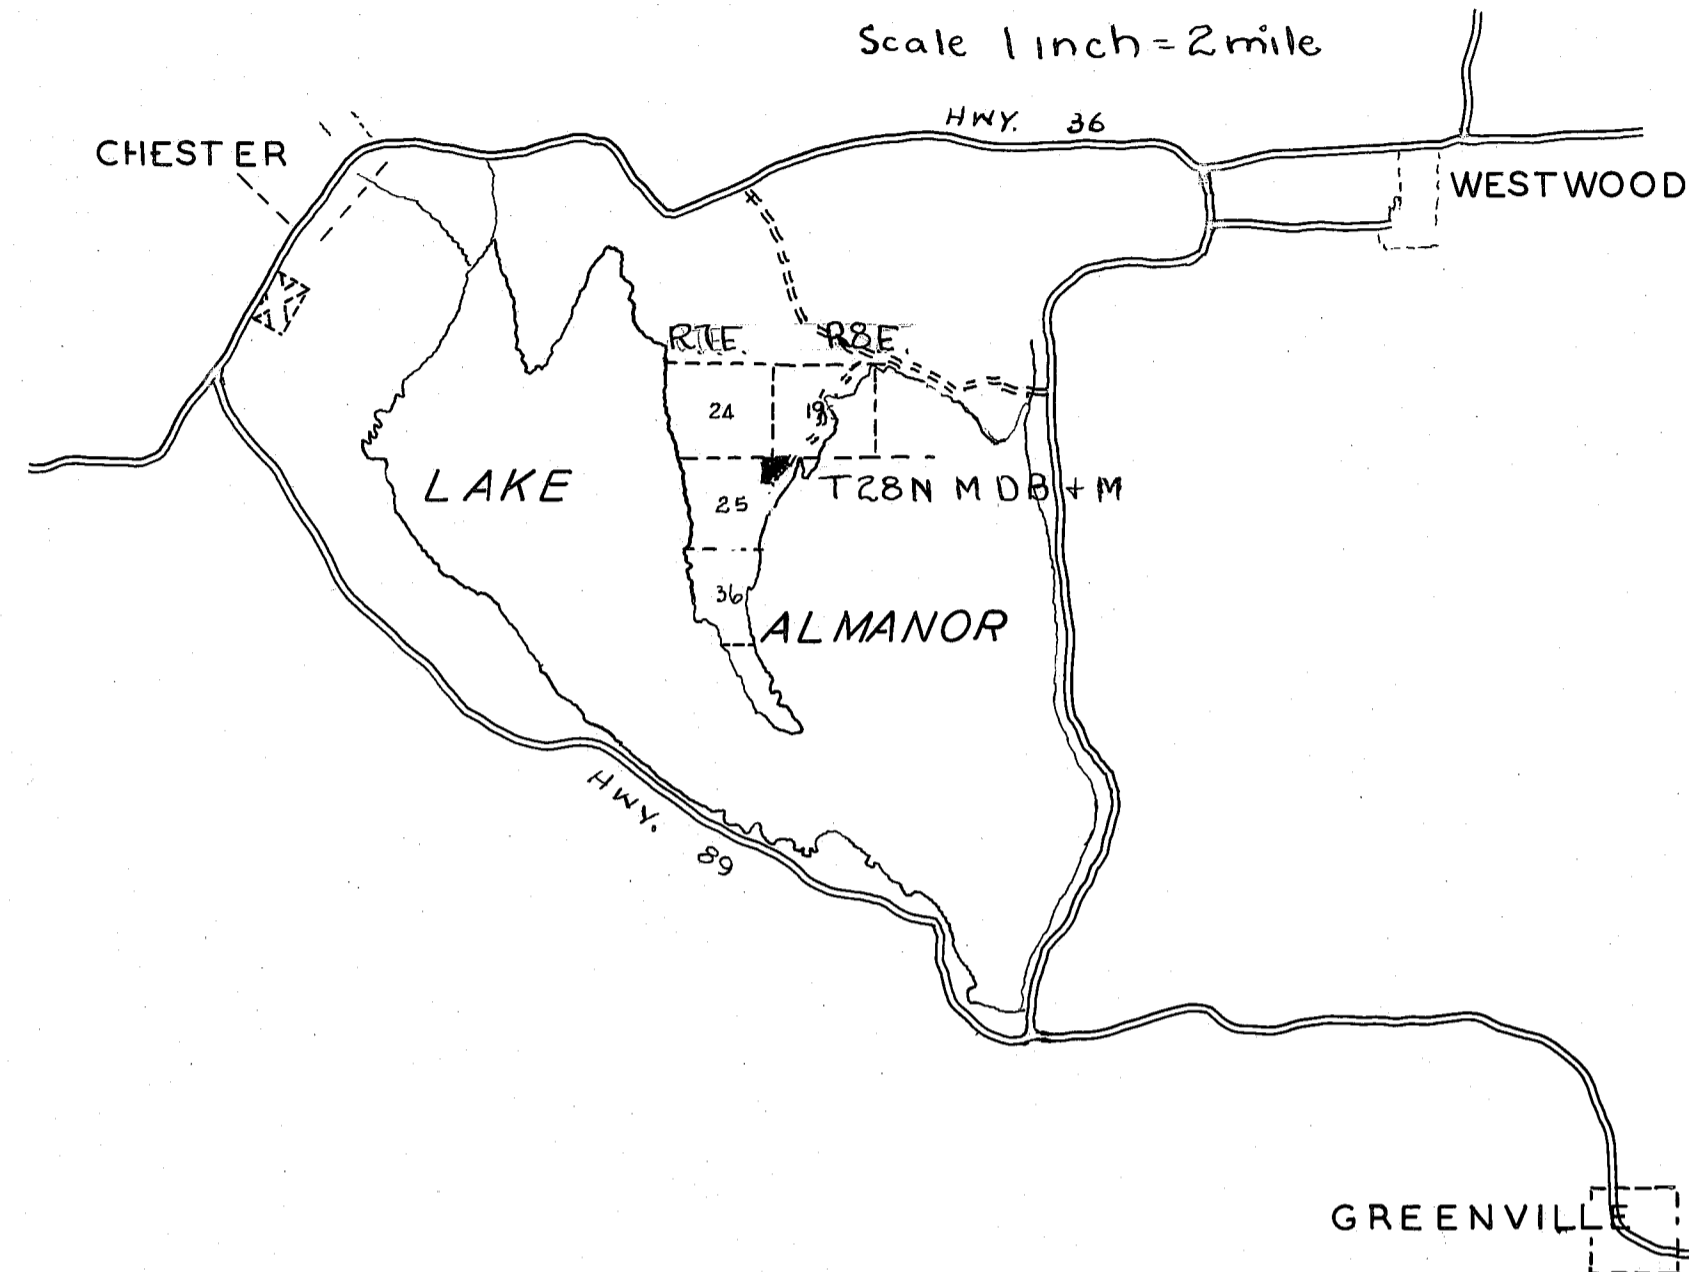 Scale 1 inch = 2 mile
HWY. 36
CHESTER
WESTWOOD
R7E. R8E.
24 19
LAKE
T28N MDB + M
25
36
ALMANOR
HWY. 89
GREENVILLE